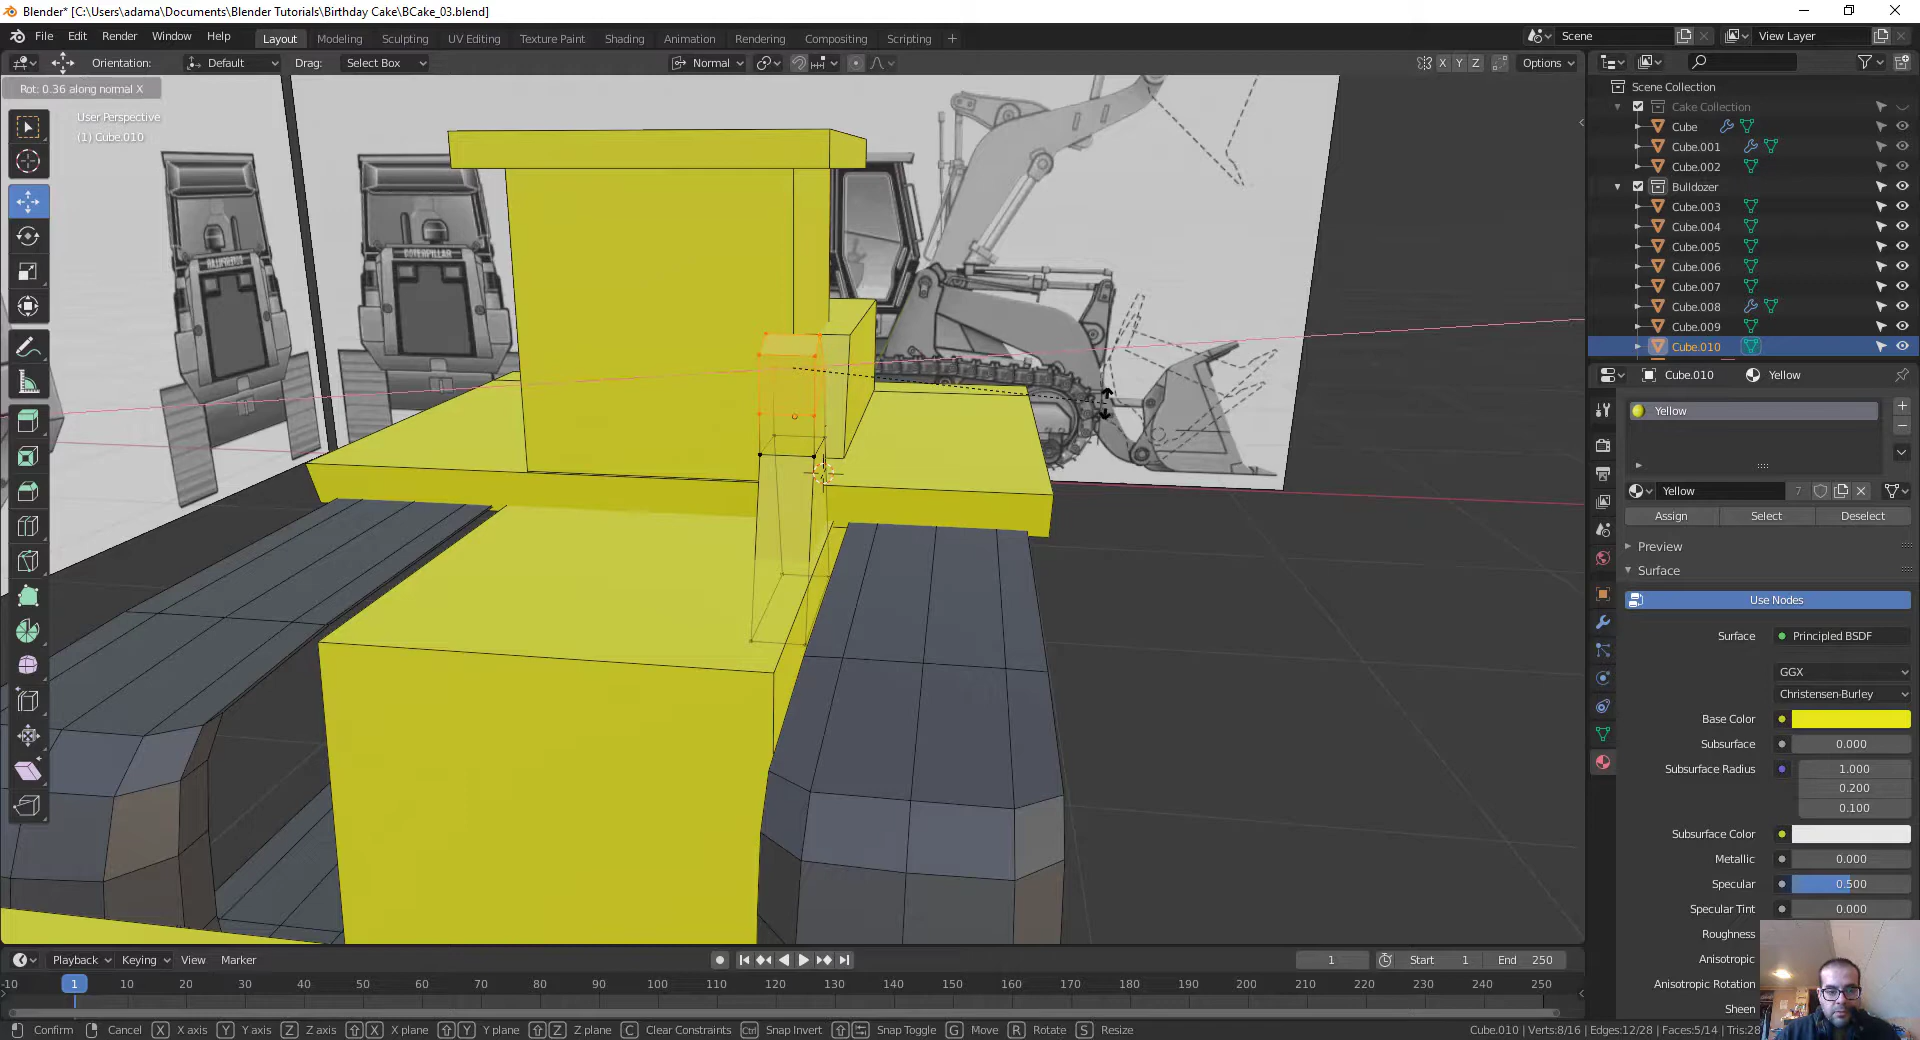 Blender* [C:\Users\adama\Documents\Blender Tutorials\Birthday Cake\BCake_03.blend]
File Edit Render Window Help Layout Modeling Sculpting UV Editing Texture Paint Shading Animation Rendering Compositing Scripting + Scene View Layer
Orientation: Default Drag: Select Box Normal X Y Z Options
Rot: 0.36 along normal X
User Perspective
(1) Cube.010
CATERPILLAR
Scene Collection
Cake Collection
Cube
Cube.001
Cube.002
Bulldozer
Cube.003
Cube.004
Cube.005
Cube.006
Cube.007
Cube.008
Cube.009
Cube.010
Cube.010 Yellow
Yellow
Yellow 7
Assign Select Deselect
Preview
Surface
Use Nodes
Surface Principled BSDF
GGX
Christensen-Burley
Base Color
Subsurface 0.000
Subsurface Radius 1.000
0.200
0.100
Subsurface Color
Metallic 0.000
Specular 0.500
Specular Tint 0.000
Roughness
Anisotropic
Anisotropic Rotation
Sheen
Playback Keying View Marker 1 Start 1 End 250
-10 1 10 20 30 40 50 60 70 80 90 100 110 120 130 140 150 160 170 180 190 200 210 220 230 240 250
Confirm Cancel X X axis Y Y axis Z Z axis X X plane Y Y plane Z Z plane C Clear Constraints Ctrl Snap Invert Snap Toggle G Move R Rotate S Resize Cube.010 | Verts:8/16 | Edges:12/28 | Faces:5/14 | Tris:28